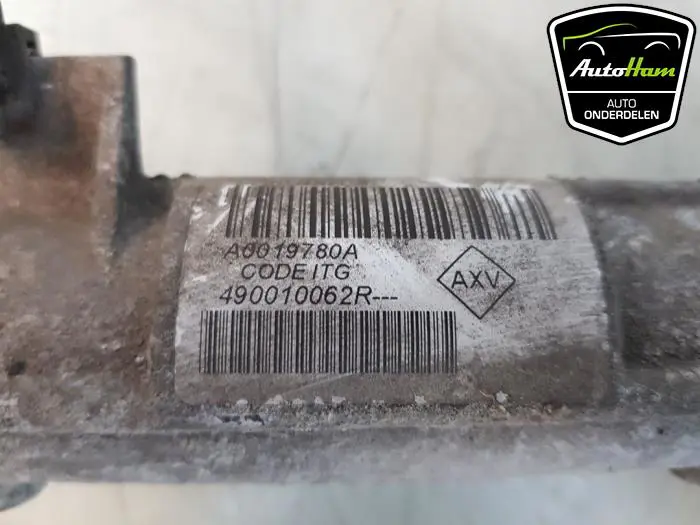 AutoHam
AUTO
ONDERDELEN
A0019780A
CODE ITG
AXV
490010062R---